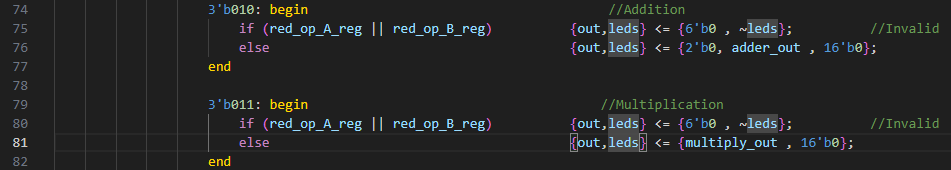 74 3'b010: begin //Addition
75 if (red_op_A_reg || red_op_B_reg) {out,leds} <= {6'b0 , ~leds}; //Invalid
76 else {out,leds} <= {2'b0, adder_out , 16'b0};
77 end
78
79 3'b011: begin //Multiplication
80 if (red_op_A_reg || red_op_B_reg) {out,leds} <= {6'b0 , ~leds}; //Invalid
81 else {out,leds} <= {multiply_out , 16'b0};
82 end